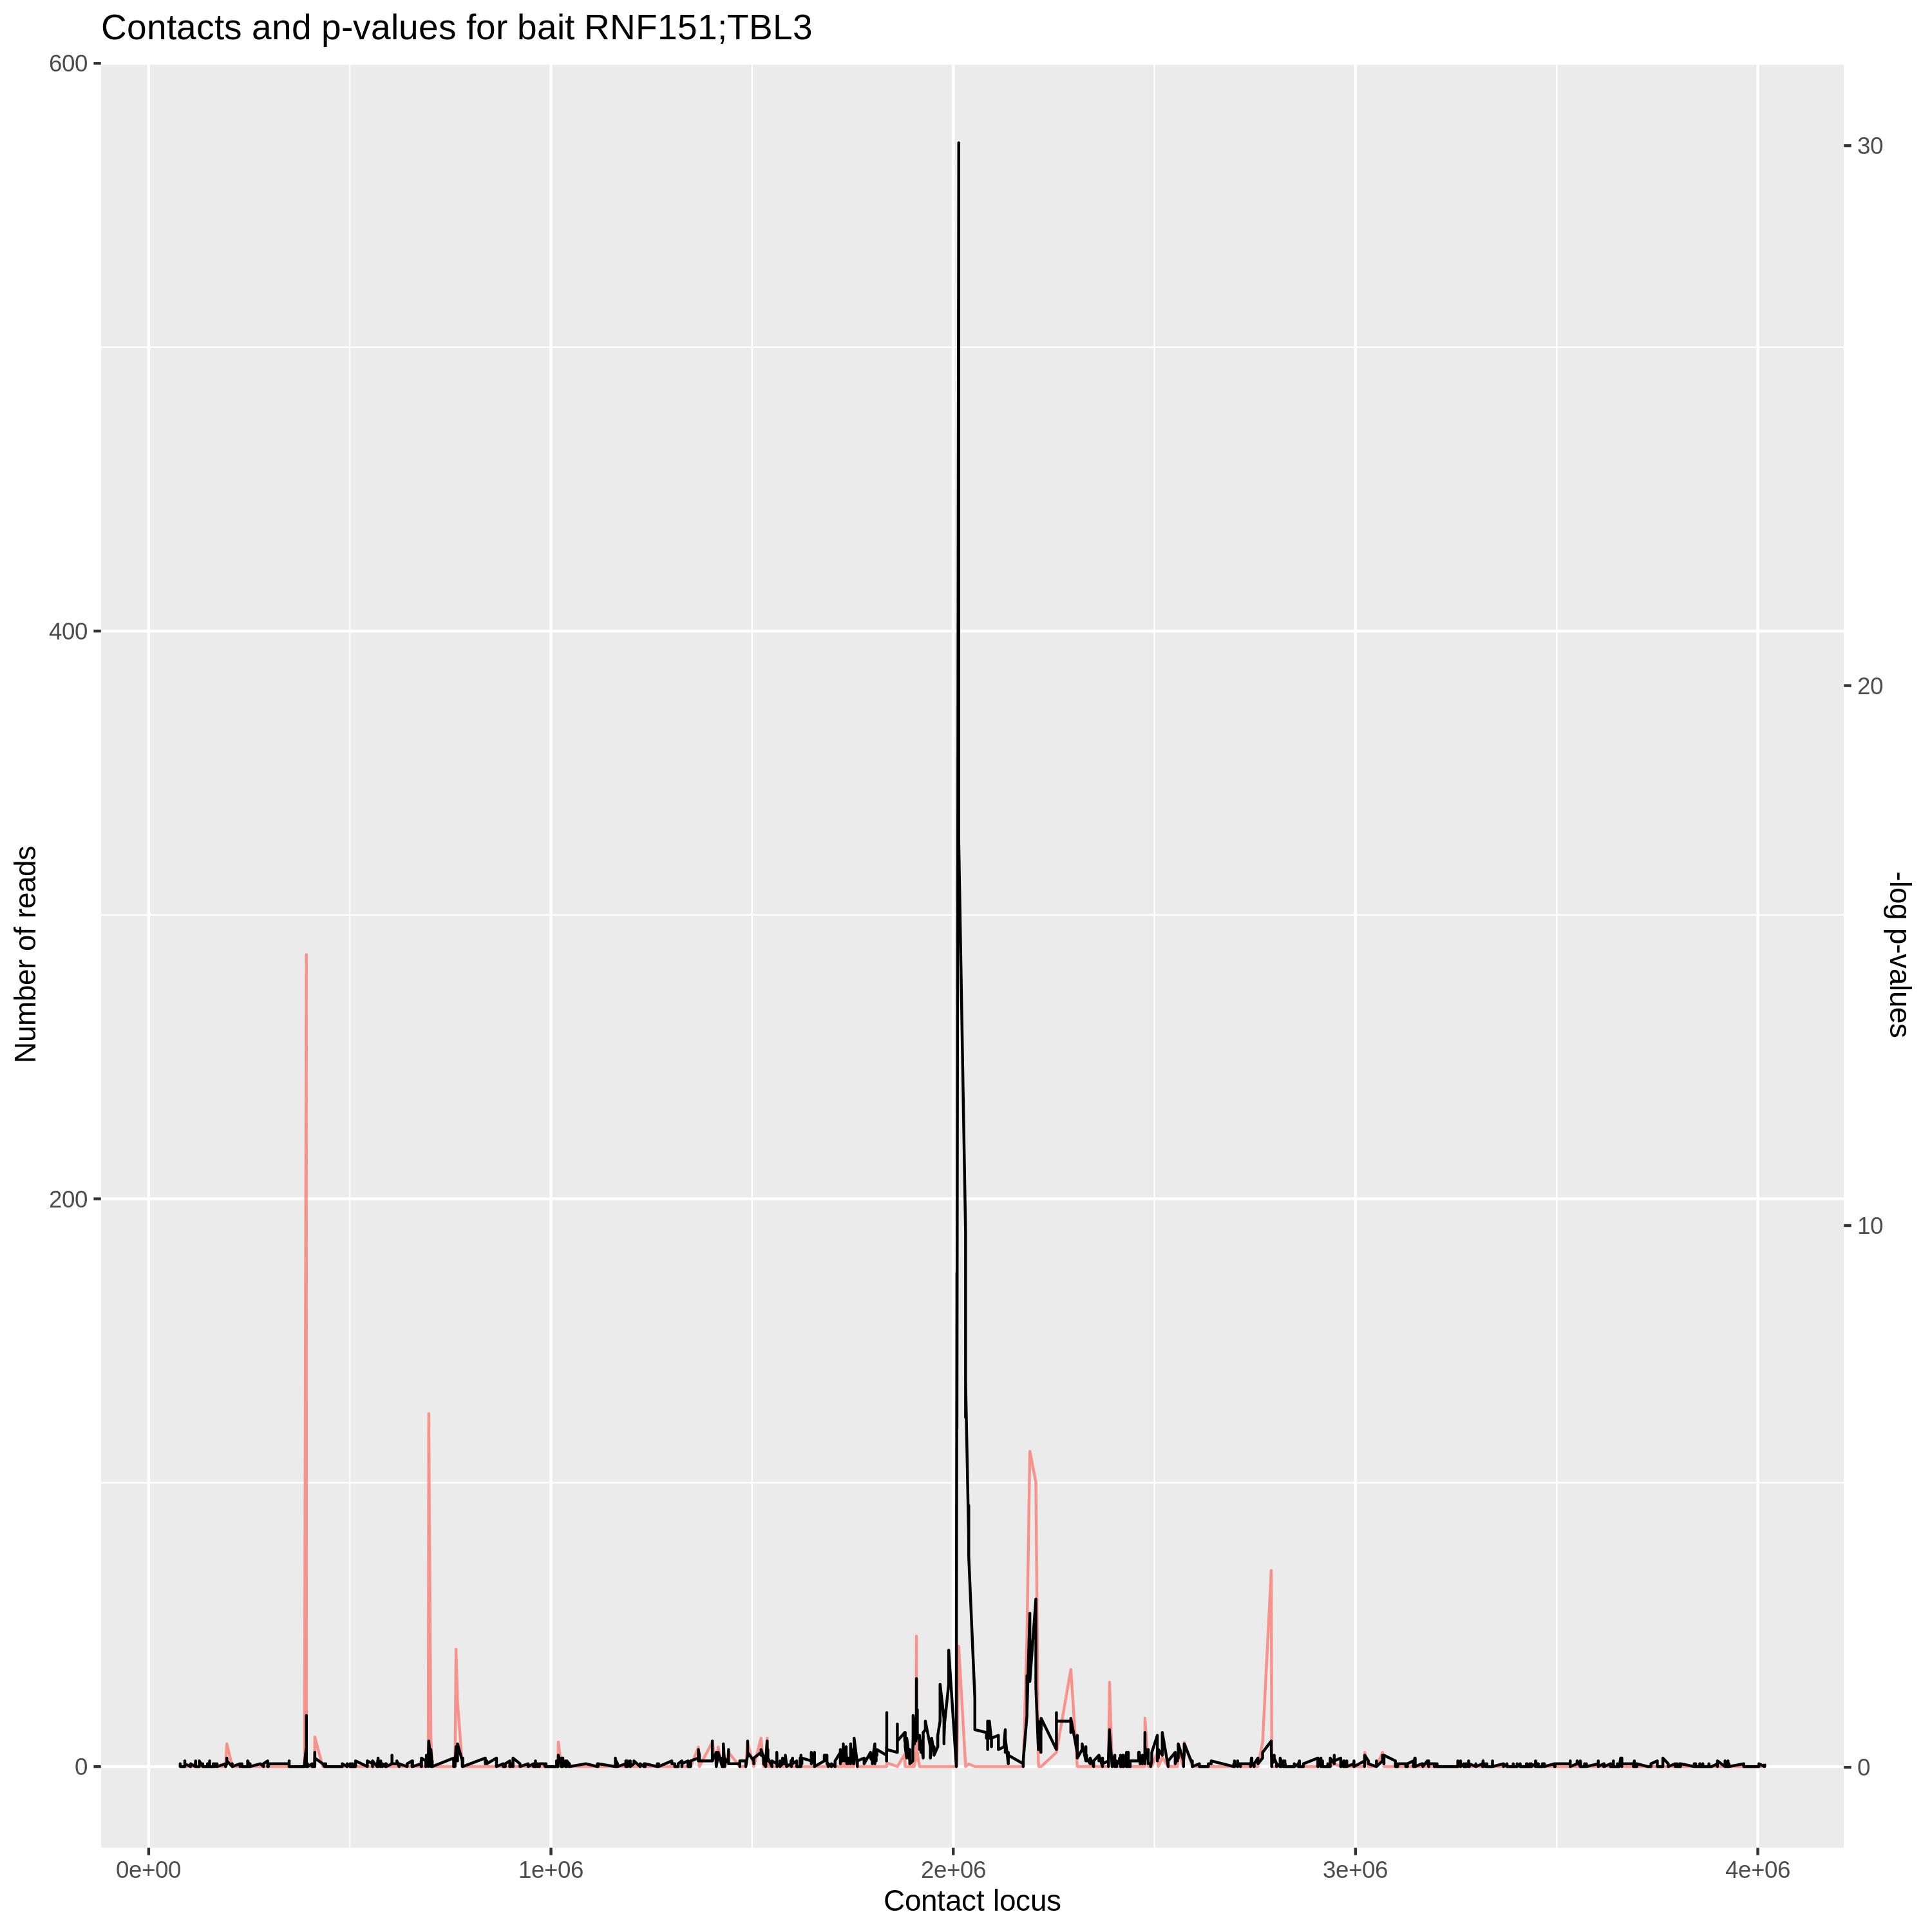 Contacts and p-values for bait RNF151;TBL3
600
400
200
0
Number of reads
30
20
10
0
-log p-values
0e+00
1e+06
2e+06
3e+06
4e+06
Contact locus